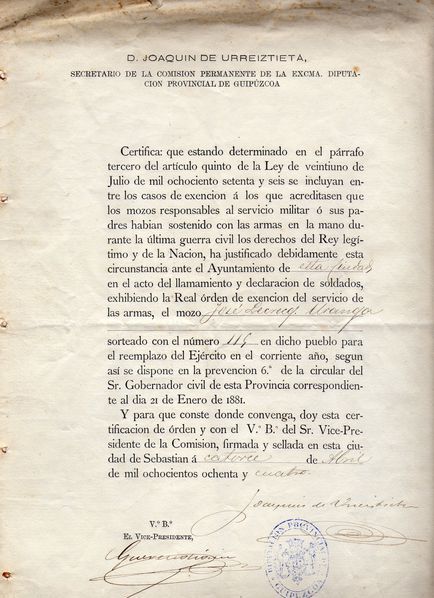 D. JOAQUIN DE URREIZTIETA,
SECRETARIO DE LA COMISION PERMANENTE DE LA EXCMA. DIPUTA-
CION PROVINCIAL DE GUIPÚZCOA
Certifica: que estando determinado en el párrafo
tercero del artículo quinto de la Ley de veintiuno de
Julio de mil ochociento setenta y seis se incluyan en-
tre los casos de exencion á los que acreditasen que
los mozos responsables al servicio militar ó sus pa-
dres habian sostenido con las armas en la mano du-
rante la última guerra civil los derechos del Rey legí-
timo y de la Nacion, ha justificado debidamente esta
circunstancia ante el Ayuntamiento de esta ciudad
en el acto del llamamiento y declaracion de soldados,
exhibiendo la Real órden de exencion del servicio de
las armas, el mozo José Uranga
sorteado con el número 115 en dicho pueblo para
el reemplazo del Ejército en el corriente año, segun
así se dispone en la prevencion 6.ª de la circular del
Sr. Gobernador civil de esta Provincia correspondien-
te al dia 21 de Enero de 1881.
Y para que conste donde convenga, doy esta cer-
tificacion de órden y con el V.º B.º del Sr. Vice-Pre-
sidente de la Comision, firmada y sellada en esta ciu-
dad de Sebastian á catorce de Abril
de mil ochocientos ochenta y cuatro.
Joaquin de Urreiztieta
V.º B.º
EL VICE-PRESIDENTE,
DIPUTACION PROVINCIAL
GUIPUZCOA